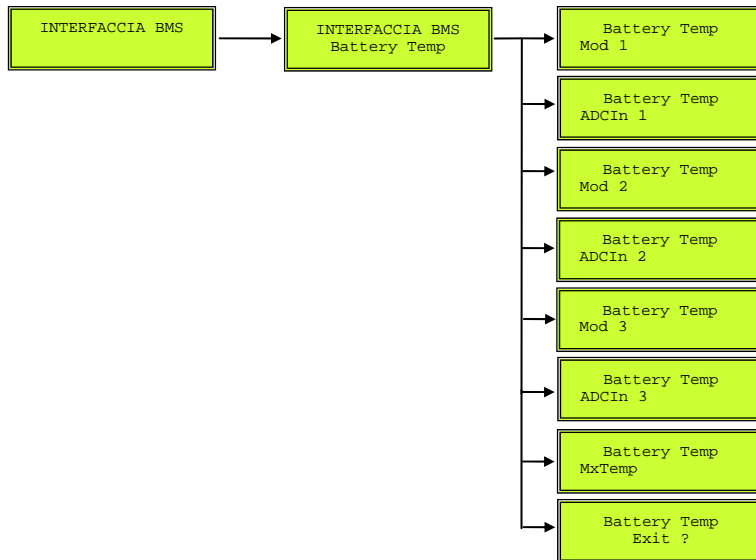 INTERFACCIA BMS
INTERFACCIA BMS
Battery Temp
Battery Temp
Mod 1
Battery Temp
ADCIn 1
Battery Temp
Mod 2
Battery Temp
ADCIn 2
Battery Temp
Mod 3
Battery Temp
ADCIn 3
Battery Temp
MxTemp
Battery Temp
Exit ?